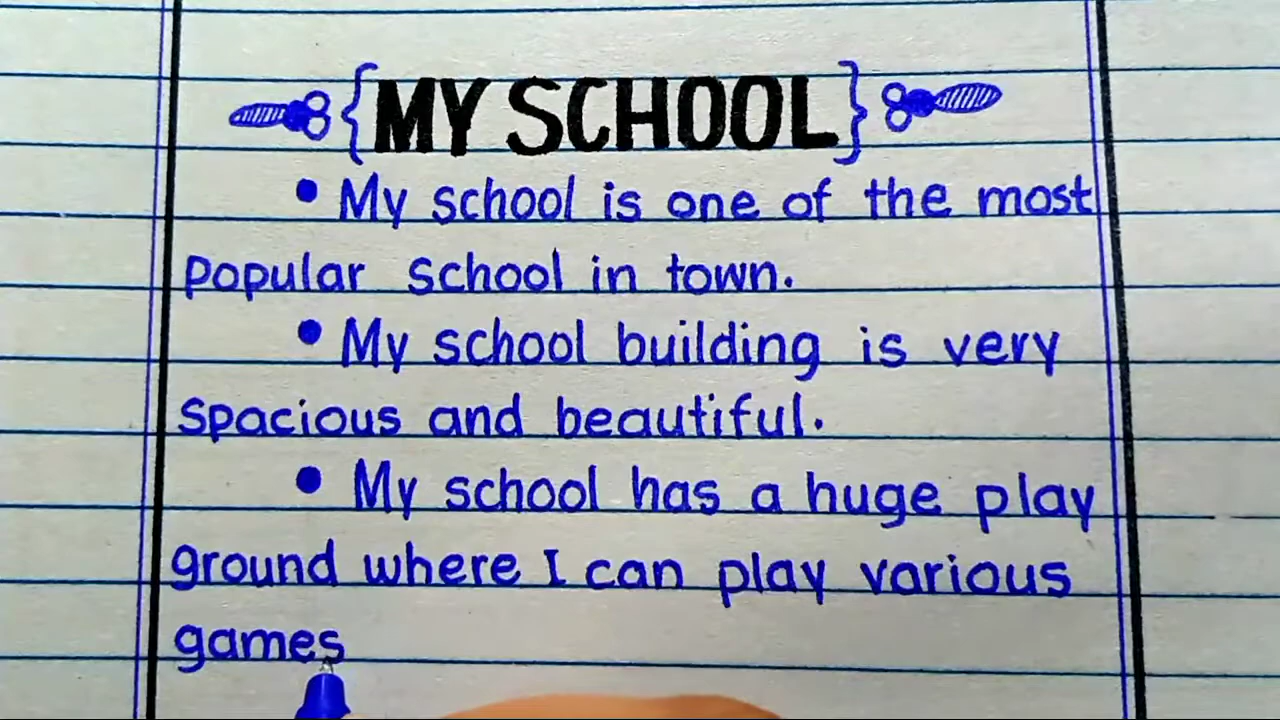 {MY SCHOOL}
• My school is one of the most
popular school in town.
• My school building is very
spacious and beautiful.
• My school has a huge play
ground where I can play various
games